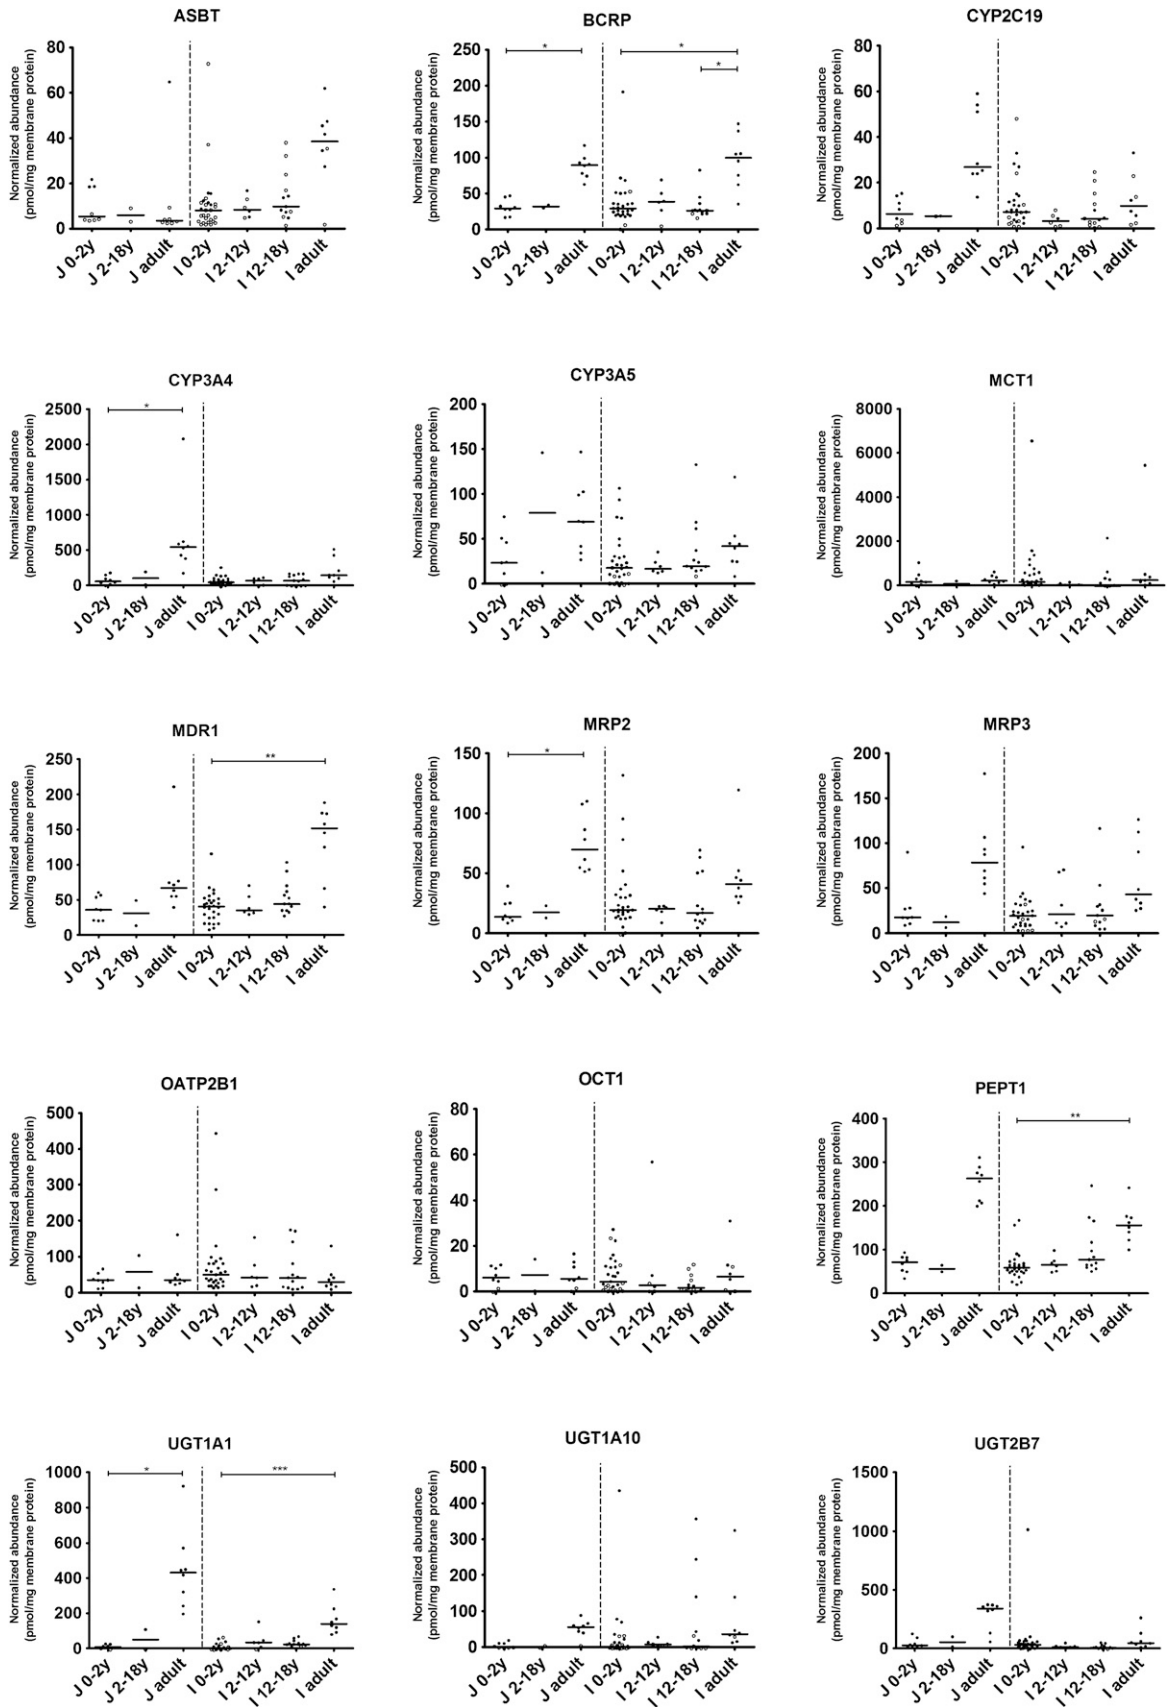 ASBT
Normalized abundance
(pmol/mg membrane protein)
80
60
40
20
0
J 0-2y
J 2-18y
J adult
I 0-2y
I 2-12y
I 12-18y
I adult
BCRP
Normalized abundance
(pmol/mg membrane protein)
250
200
150
100
50
0
*
*
*
J 0-2y
J 2-18y
J adult
I 0-2y
I 2-12y
I 12-18y
I adult
CYP2C19
Normalized abundance
(pmol/mg membrane protein)
80
60
40
20
0
J 0-2y
J 2-18y
J adult
I 0-2y
I 2-12y
I 12-18y
I adult
CYP3A4
Normalized abundance
(pmol/mg membrane protein)
2500
2000
1500
1000
500
0
*
J 0-2y
J 2-18y
J adult
I 0-2y
I 2-12y
I 12-18y
I adult
CYP3A5
Normalized abundance
(pmol/mg membrane protein)
200
150
100
50
0
J 0-2y
J 2-18y
J adult
I 0-2y
I 2-12y
I 12-18y
I adult
MCT1
Normalized abundance
(pmol/mg membrane protein)
8000
6000
4000
2000
0
J 0-2y
J 2-18y
J adult
I 0-2y
I 2-12y
I 12-18y
I adult
MDR1
Normalized abundance
(pmol/mg membrane protein)
250
200
150
100
50
0
**
J 0-2y
J 2-18y
J adult
I 0-2y
I 2-12y
I 12-18y
I adult
MRP2
Normalized abundance
(pmol/mg membrane protein)
150
100
50
0
*
J 0-2y
J 2-18y
J adult
I 0-2y
I 2-12y
I 12-18y
I adult
MRP3
Normalized abundance
(pmol/mg membrane protein)
200
150
100
50
0
J 0-2y
J 2-18y
J adult
I 0-2y
I 2-12y
I 12-18y
I adult
OATP2B1
Normalized abundance
(pmol/mg membrane protein)
500
400
300
200
100
0
J 0-2y
J 2-18y
J adult
I 0-2y
I 2-12y
I 12-18y
I adult
OCT1
Normalized abundance
(pmol/mg membrane protein)
80
60
40
20
0
J 0-2y
J 2-18y
J adult
I 0-2y
I 2-12y
I 12-18y
I adult
PEPT1
Normalized abundance
(pmol/mg membrane protein)
400
300
200
100
0
**
J 0-2y
J 2-18y
J adult
I 0-2y
I 2-12y
I 12-18y
I adult
UGT1A1
Normalized abundance
(pmol/mg membrane protein)
1000
800
600
400
200
0
*
***
J 0-2y
J 2-18y
J adult
I 0-2y
I 2-12y
I 12-18y
I adult
UGT1A10
Normalized abundance
(pmol/mg membrane protein)
500
400
300
200
100
0
J 0-2y
J 2-18y
J adult
I 0-2y
I 2-12y
I 12-18y
I adult
UGT2B7
Normalized abundance
(pmol/mg membrane protein)
1500
1000
500
0
J 0-2y
J 2-18y
J adult
I 0-2y
I 2-12y
I 12-18y
I adult